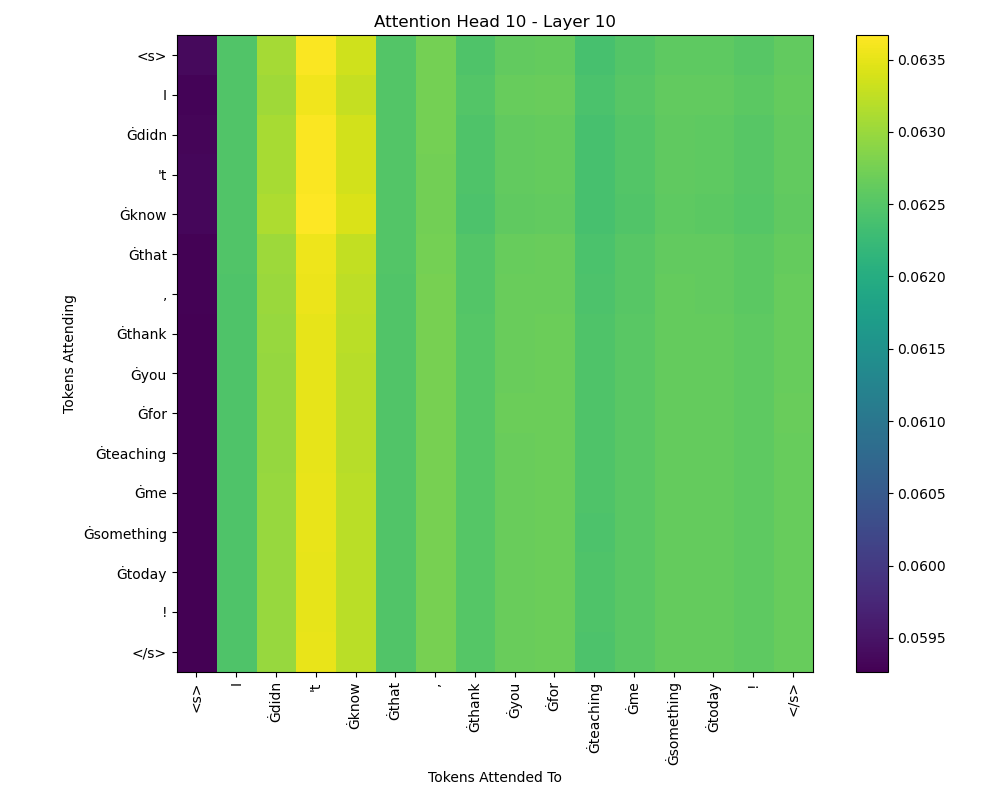 Attention Head 10 - Layer 10
Tokens Attending
<s>
I
Ġdidn
't
Ġknow
Ġthat
,
Ġthank
Ġyou
Ġfor
Ġteaching
Ġme
Ġsomething
Ġtoday
!
</s>
<s>
I
Ġdidn
't
Ġknow
Ġthat
,
Ġthank
Ġyou
Ġfor
Ġteaching
Ġme
Ġsomething
Ġtoday
!
</s>
Tokens Attended To
0.0635
0.0630
0.0625
0.0620
0.0615
0.0610
0.0605
0.0600
0.0595